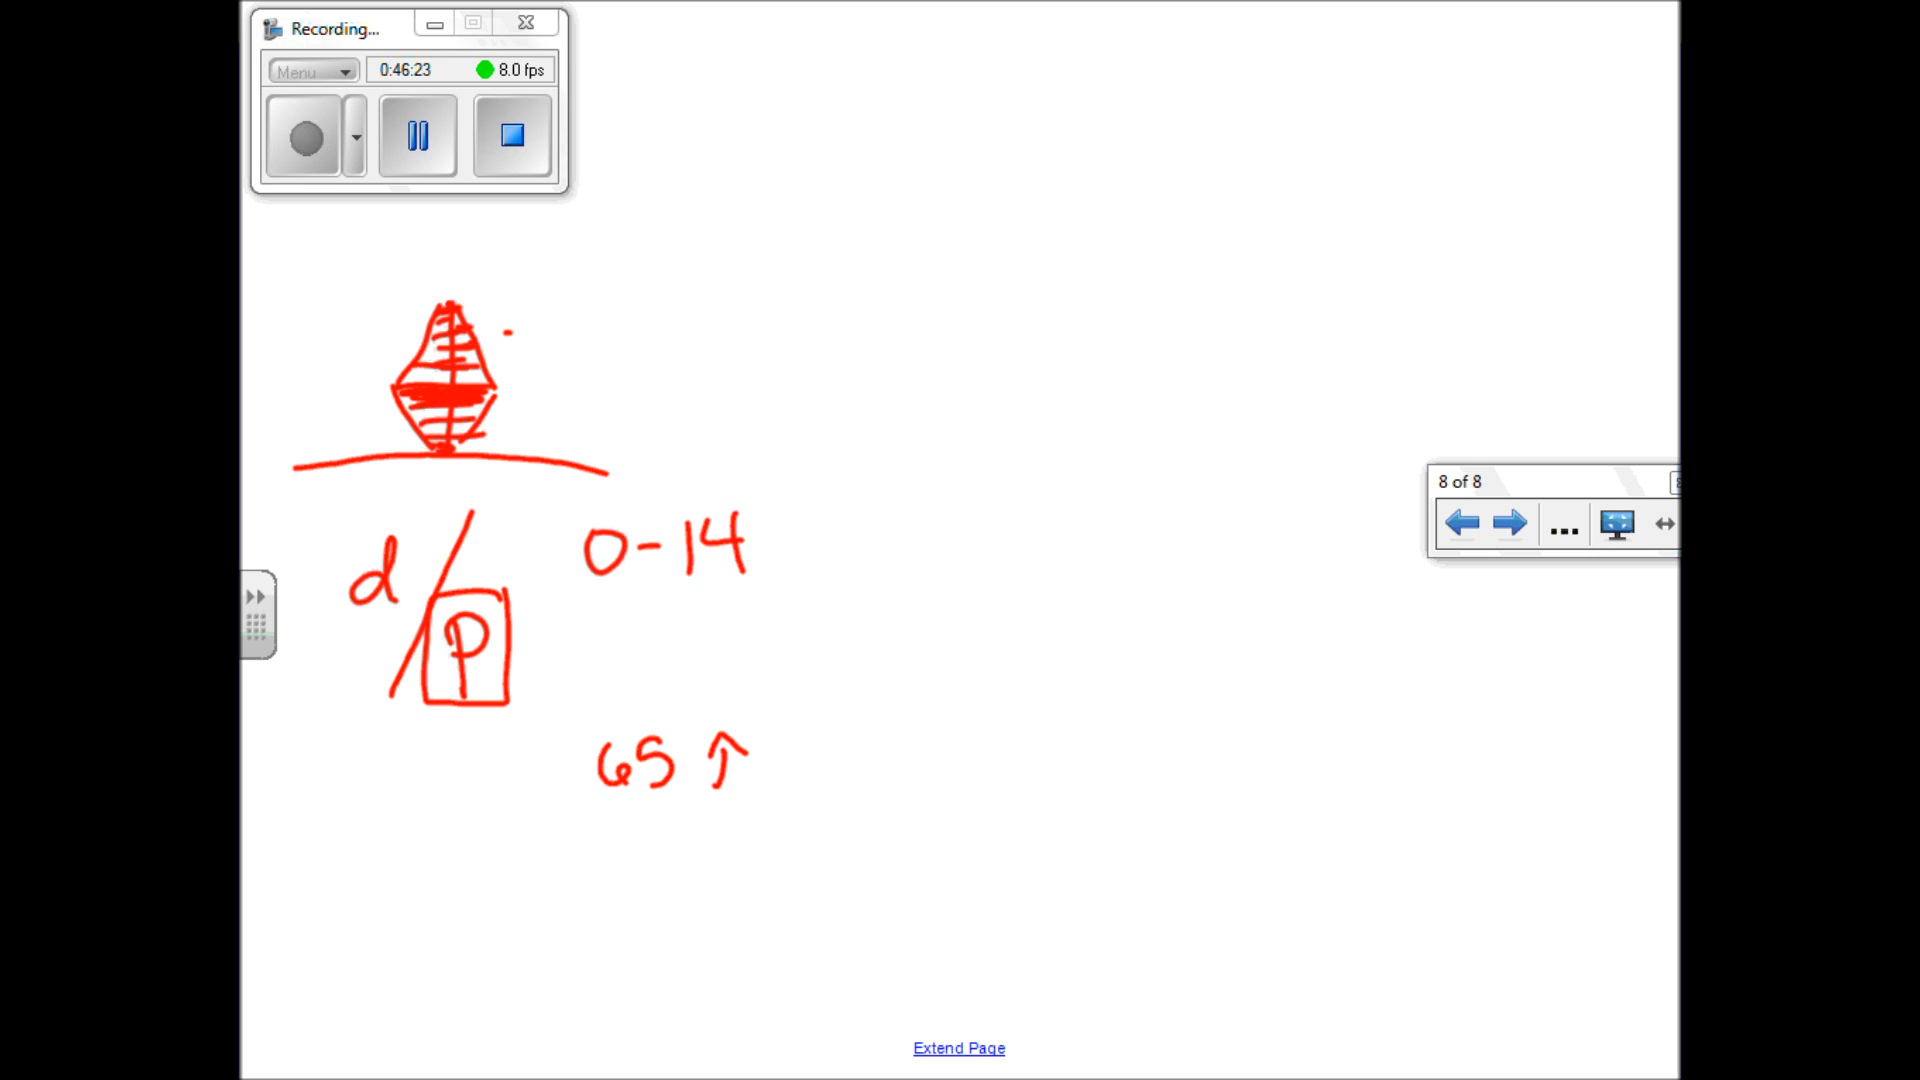 Recording...
Menu 0:46:23 8.0 fps
8 of 8
...
0-14
d/P
65 ↑
Extend Page